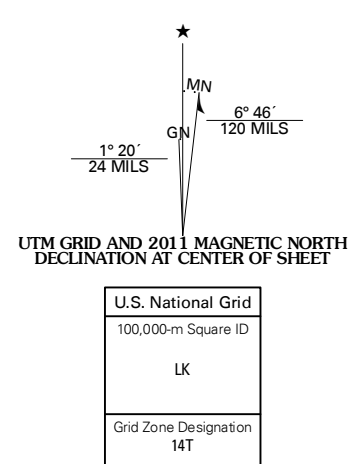 ★
MN
6° 46´
120 MILS
GN
1° 20´
24 MILS
UTM GRID AND 2011 MAGNETIC NORTH
DECLINATION AT CENTER OF SHEET
U.S. National Grid
100,000-m Square ID
LK
Grid Zone Designation
14T